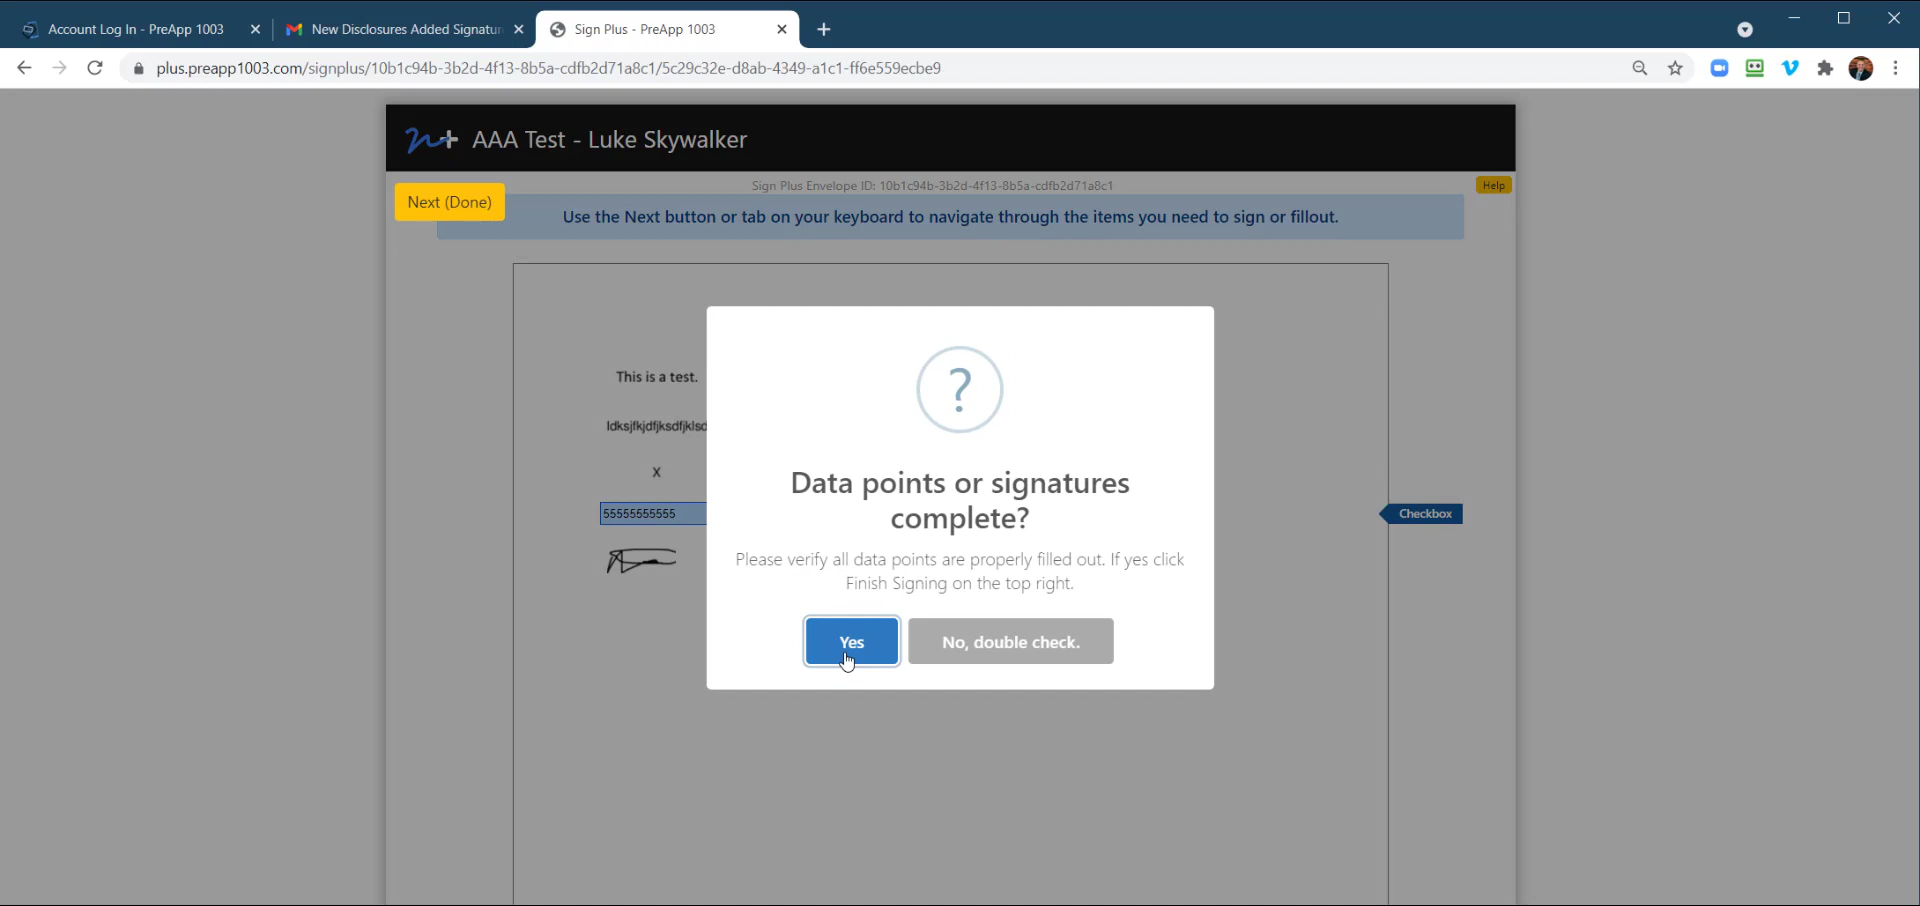 Account Log In - PreApp 1003
New Disclosures Added Signatur
Sign Plus - PreApp 1003
plus.preapp1003.com/signplus/10b1c94b-3b2d-4f13-8b5a-cdfb2d71a8c1/5c29c32e-d8ab-4349-a1c1-ff6e559ecbe9
AAA Test - Luke Skywalker
Sign Plus Envelope ID: 10b1c94b-3b2d-4f13-8b5a-cdfb2d71a8c1
Help
Next (Done)
Use the Next button or tab on your keyboard to navigate through the items you need to sign or fillout.
This is a test.
ldksjfkjdfjksdfjklsd
X
55555555555
Checkbox
?
Data points or signatures
complete?
Please verify all data points are properly filled out. If yes click
Finish Signing on the top right.
Yes
No, double check.